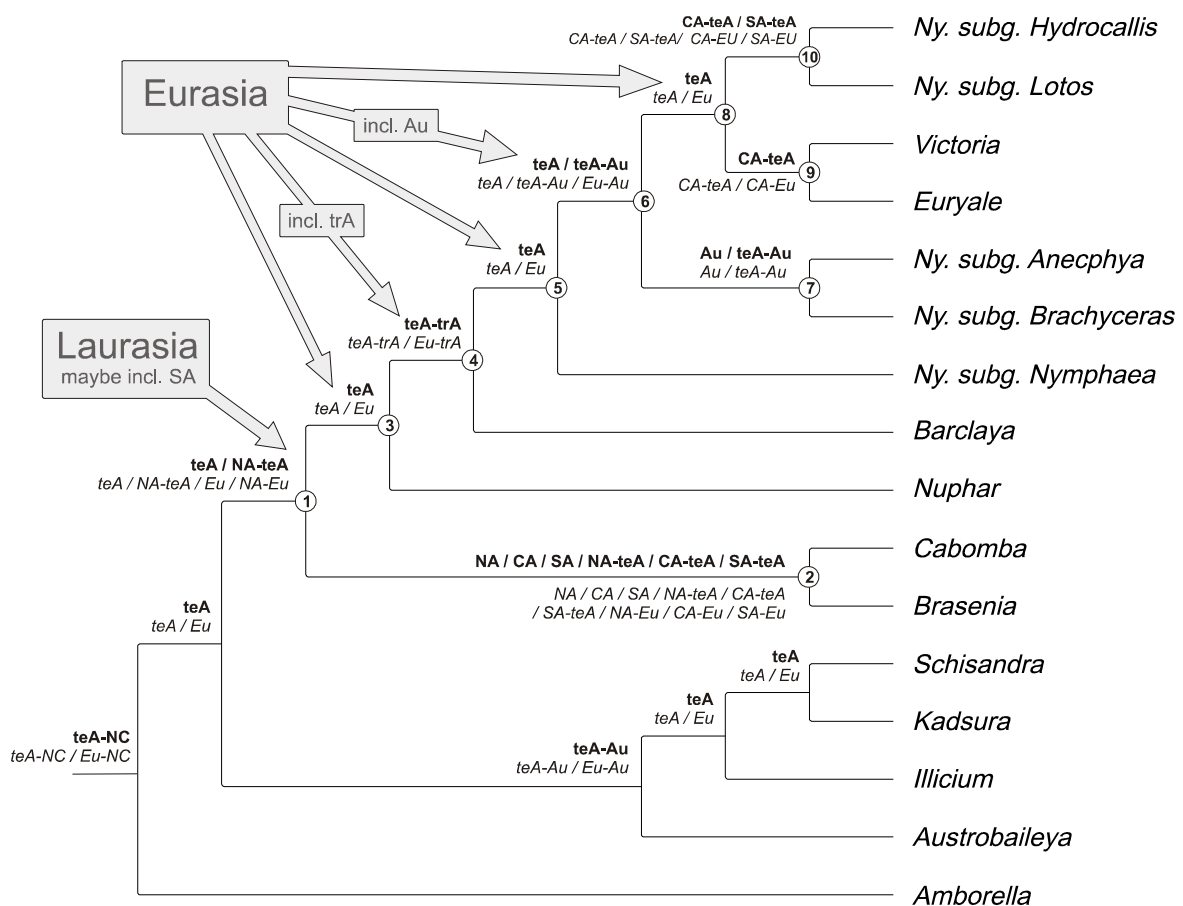 CA-teA / SA-teA
CA-teA / SA-teA/ CA-EU / SA-EU
10
Ny. subg. Hydrocallis
Ny. subg. Lotos
Eurasia
teA
teA / Eu
8
incl. Au
Victoria
CA-teA
CA-teA / CA-Eu
9
Euryale
teA / teA-Au
teA / teA-Au / Eu-Au
6
incl. trA
Au / teA-Au
Au / teA-Au
7
Ny. subg. Anecphya
Ny. subg. Brachyceras
teA
teA / Eu
5
Ny. subg. Nymphaea
teA-trA
teA-trA / Eu-trA
4
Barclaya
Laurasia
maybe incl. SA
teA
teA / Eu
3
Nuphar
teA / NA-teA
teA / NA-teA / Eu / NA-Eu
1
NA / CA / SA / NA-teA / CA-teA / SA-teA
NA / CA / SA / NA-teA / CA-teA
/ SA-teA / NA-Eu / CA-Eu / SA-Eu
2
Cabomba
Brasenia
teA
teA / Eu
teA
teA / Eu
Schisandra
Kadsura
teA
teA / Eu
Illicium
teA-Au
teA-Au / Eu-Au
Austrobaileya
teA-NC
teA-NC / Eu-NC
Amborella